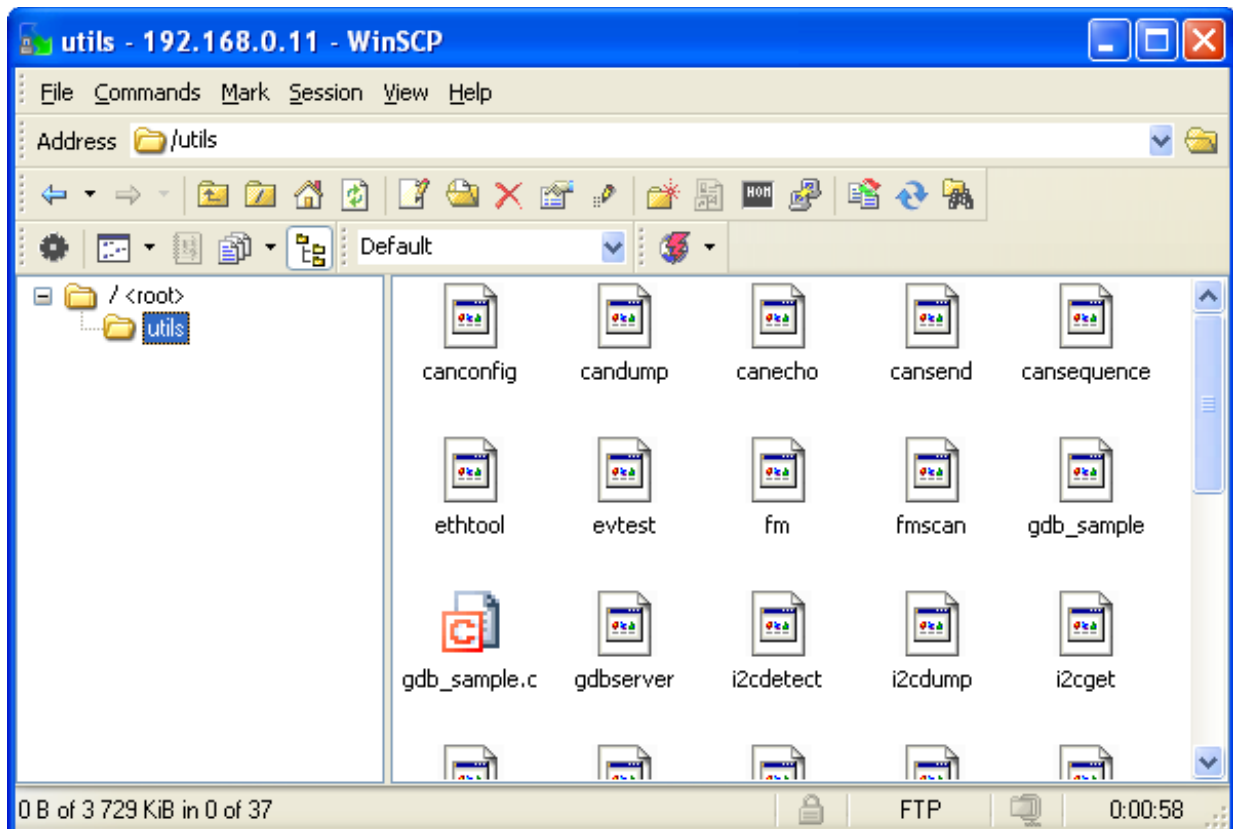 utils - 192.168.0.11 - WinSCP
File Commands Mark Session View Help
Address /utils
Default
/ <root>
utils
canconfig candump canecho cansend cansequence
ethtool evtest fm fmscan gdb_sample
gdb_sample.c gdbserver i2cdetect i2cdump i2cget
0 B of 3 729 KiB in 0 of 37 FTP 0:00:58